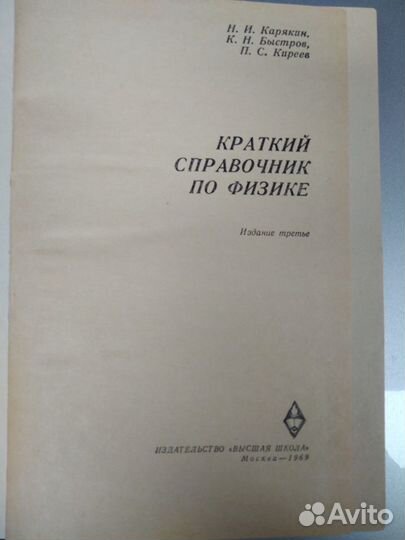 Н. И. Карякин,
К. Н. Быстров,
П. С. Киреев
КРАТКИЙ
СПРАВОЧНИК
ПО ФИЗИКЕ
Издание третье
ИЗДАТЕЛЬСТВО «ВЫСШАЯ ШКОЛА»
Москва—1969
Avito